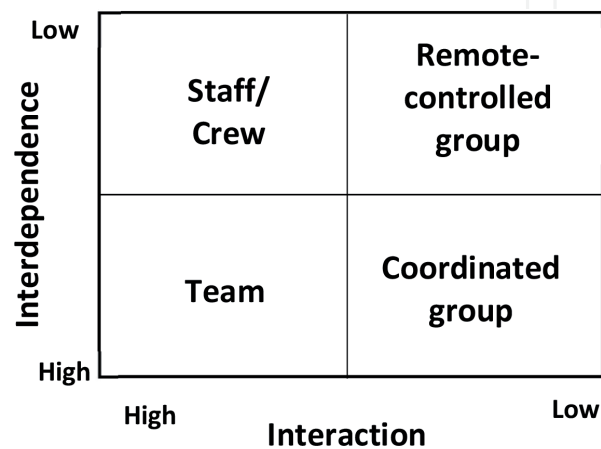 Low
Staff/
Crew
Remote-
controlled
group
Interdependence
Team
Coordinated
group
High
High
Low
Interaction